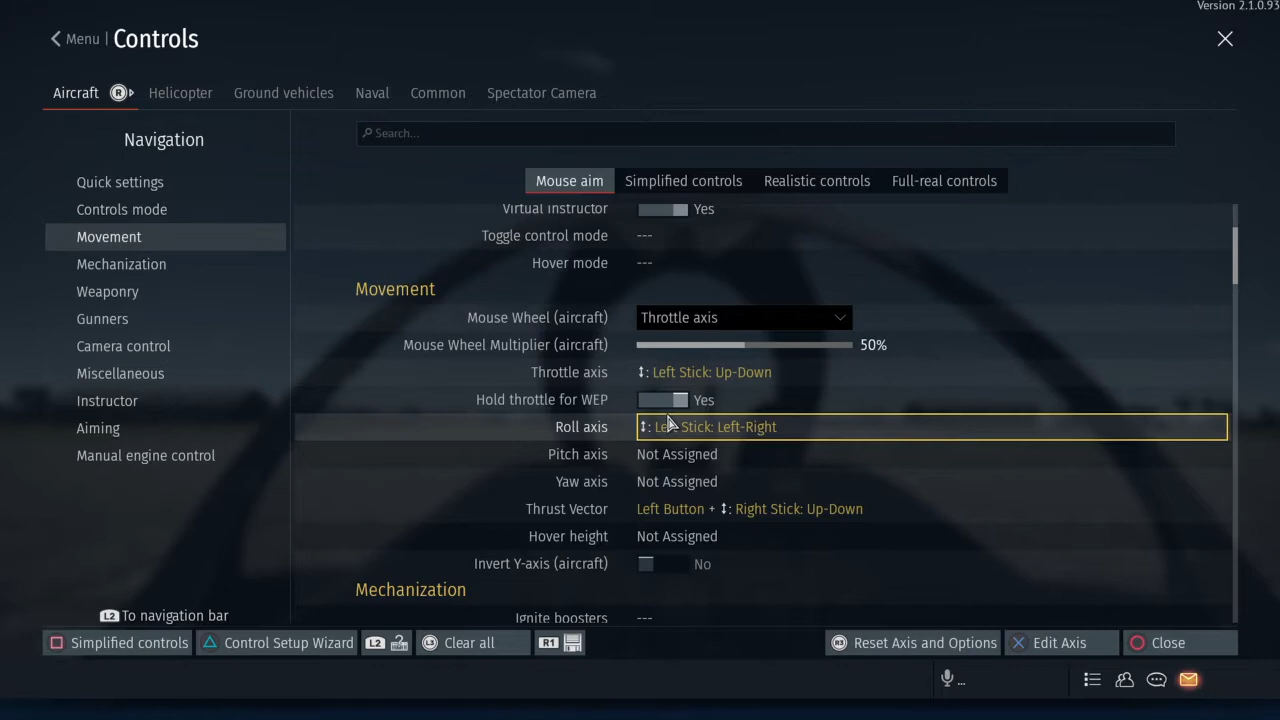 Version 2.1.0.93
Menu | Controls
Aircraft R Helicopter Ground vehicles Naval Common Spectator Camera
Navigation
Search...
Mouse aim Simplified controls Realistic controls Full-real controls
Quick settings
Controls mode
Movement
Mechanization
Weaponry
Gunners
Camera control
Miscellaneous
Instructor
Aiming
Manual engine control
Virtual instructor Yes
Toggle control mode ---
Hover mode ---
Movement
Mouse Wheel (aircraft) Throttle axis
Mouse Wheel Multiplier (aircraft) 50%
Throttle axis ↕: Left Stick: Up-Down
Hold throttle for WEP Yes
Roll axis ↕: Left Stick: Left-Right
Pitch axis Not Assigned
Yaw axis Not Assigned
Thrust Vector Left Button + ↕: Right Stick: Up-Down
Hover height Not Assigned
Invert Y-axis (aircraft) No
Mechanization
Ignite boosters ---
L2 To navigation bar
Simplified controls Control Setup Wizard L2 L3 Clear all R1 R3 Reset Axis and Options Edit Axis Close
...